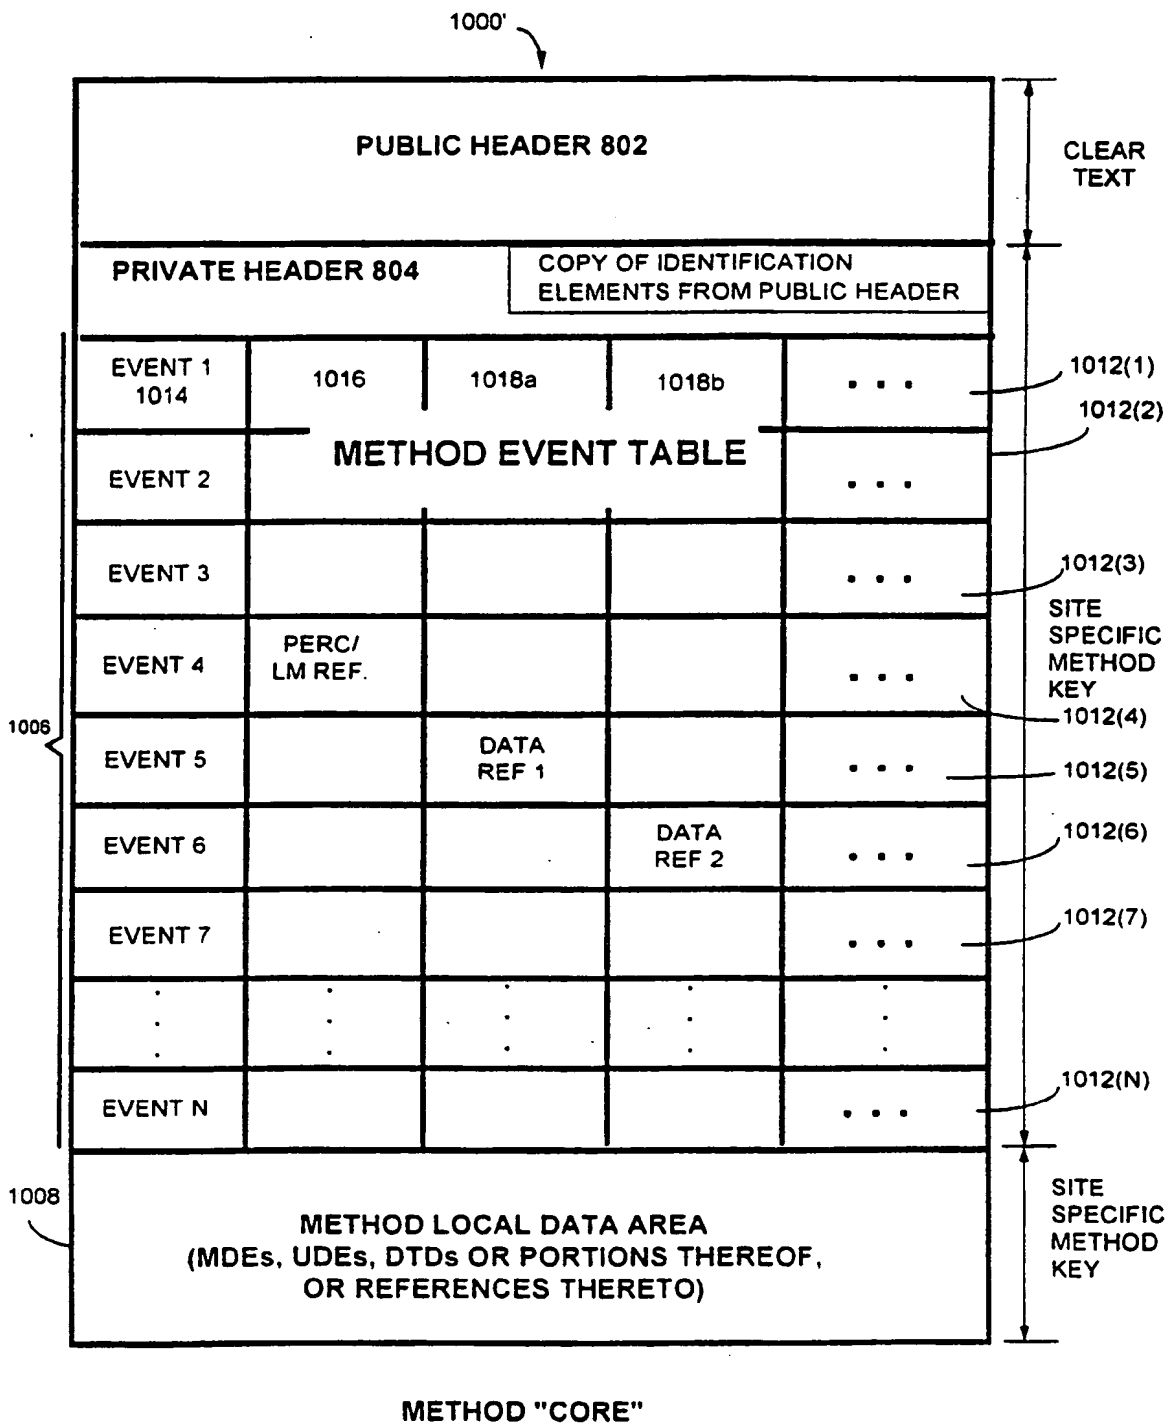 1000'
PUBLIC HEADER 802
CLEAR
TEXT
PRIVATE HEADER 804
COPY OF IDENTIFICATION
ELEMENTS FROM PUBLIC HEADER
EVENT 1
1014
1016
1018a
1018b
. . .
1012(1)
1012(2)
METHOD EVENT TABLE
EVENT 2
. . .
EVENT 3
. . .
1012(3)
SITE
SPECIFIC
METHOD
KEY
EVENT 4
PERC/
LM REF.
. . .
1012(4)
1006
EVENT 5
DATA
REF 1
. . .
1012(5)
EVENT 6
DATA
REF 2
. . .
1012(6)
EVENT 7
. . .
1012(7)
EVENT N
. . .
1012(N)
1008
METHOD LOCAL DATA AREA
(MDEs, UDEs, DTDs OR PORTIONS THEREOF,
OR REFERENCES THERETO)
SITE
SPECIFIC
METHOD
KEY
METHOD "CORE"